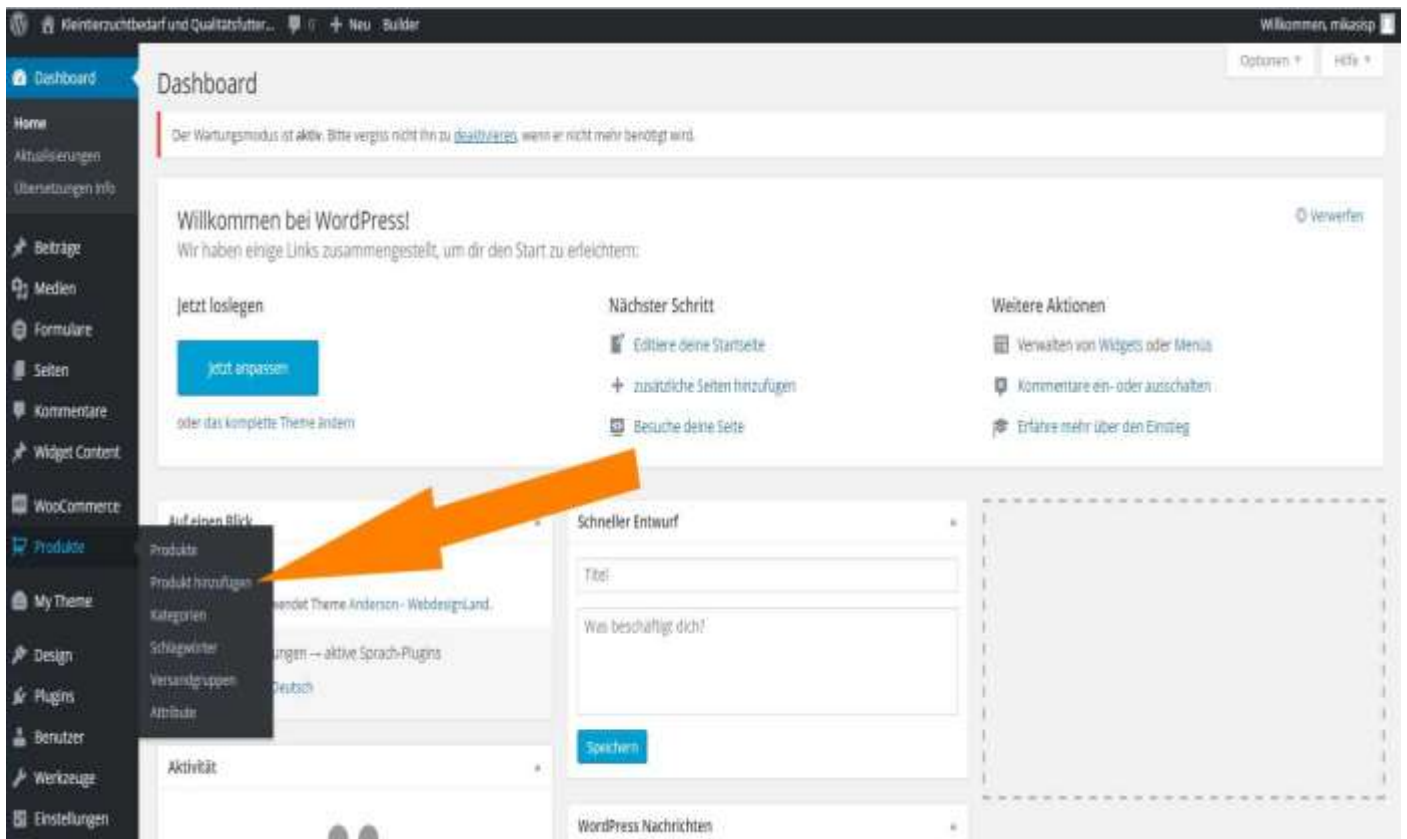 Kleintierzuchtbedarf und Qualitätsfutter... + Neu Builder
Willkommen, mikasisp
Optionen
Hilfe
Dashboard
Home
Aktualisierungen
Übersetzungen Info
Beiträge
Medien
Formulare
Seiten
Kommentare
Widget Content
WooCommerce
Produkte
My Theme
Design
Plugins
Benutzer
Werkzeuge
Einstellungen
Produkte
Produkt hinzufügen
Kategorien
Schlagwörter
Versandgruppen
Attribute
Dashboard
Der Wartungsmodus ist aktiv. Bitte vergiss nicht ihn zu deaktivieren, wenn er nicht mehr benötigt wird.
Willkommen bei WordPress!
Verwerfen
Wir haben einige Links zusammengestellt, um dir den Start zu erleichtern:
Jetzt loslegen
Jetzt anpassen
oder das komplette Theme ändern
Nächster Schritt
Editiere deine Startseite
+ zusätzliche Seiten hinzufügen
Besuche deine Seite
Weitere Aktionen
Verwalten von Widgets oder Menüs
Kommentare ein- oder ausschalten
Erfahre mehr über den Einstieg
Auf einen Blick
Theme Anderson - WebdesignLand.
→ aktive Sprach-Plugins
Deutsch
Aktivität
Schneller Entwurf
Titel
Was beschäftigt dich?
Speichern
WordPress Nachrichten